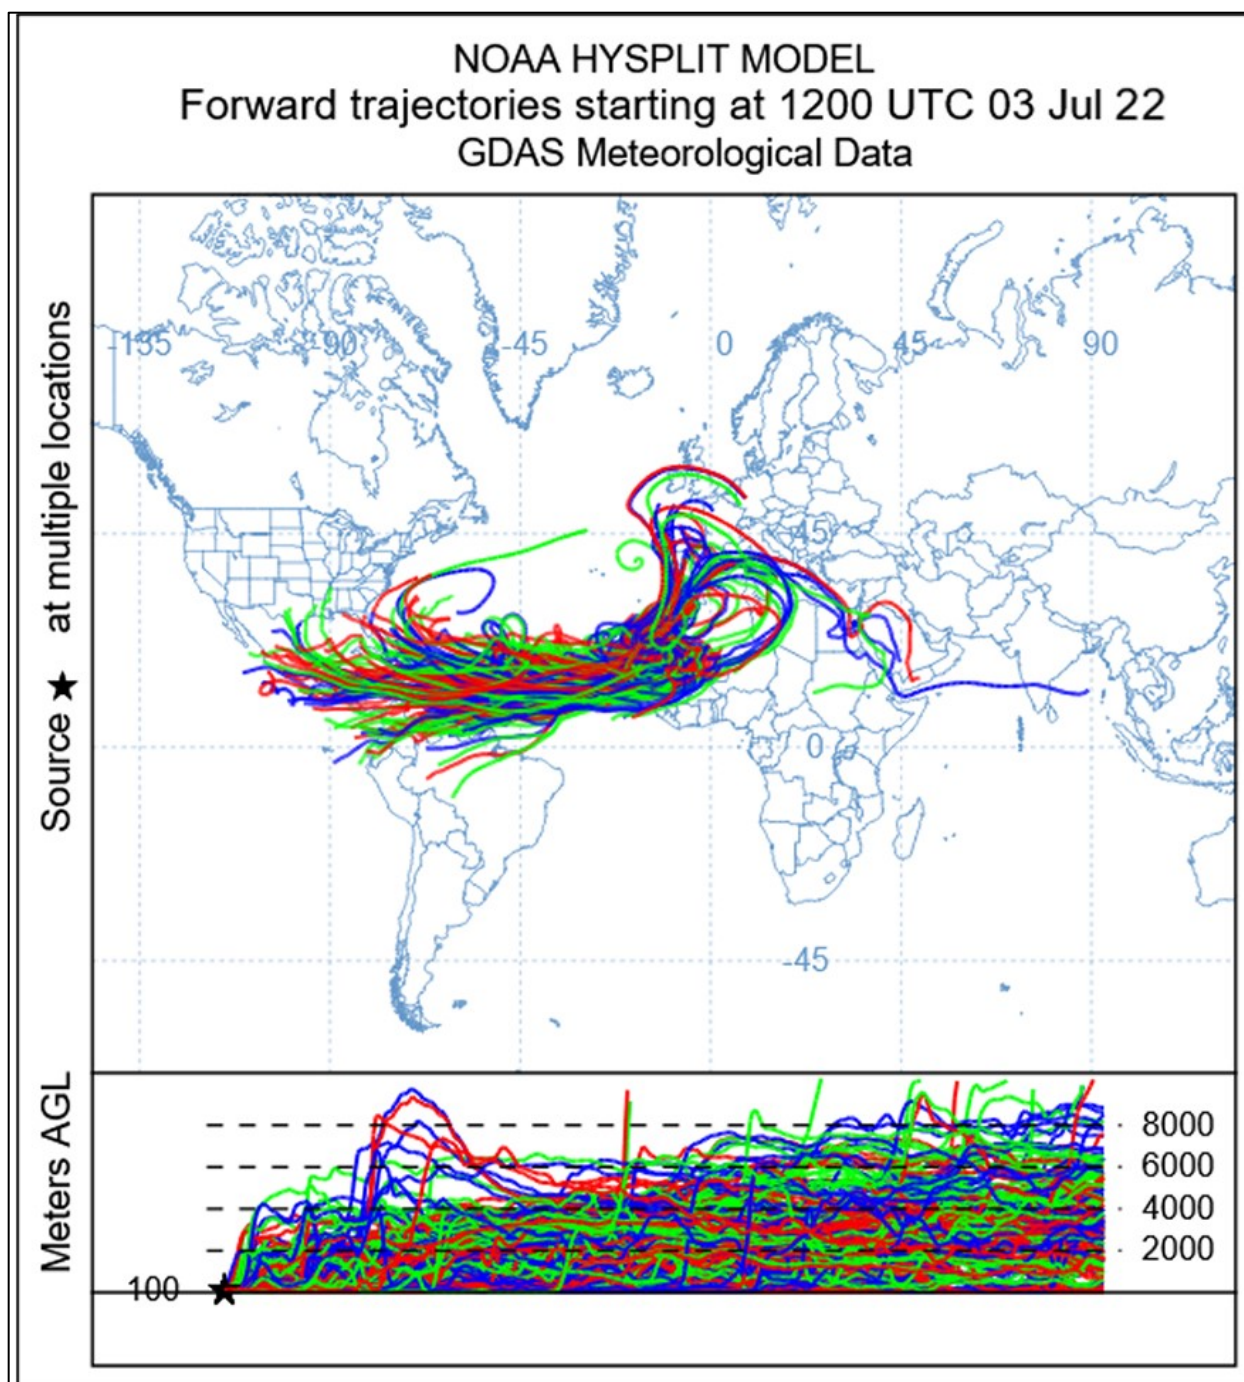 NOAA HYSPLIT MODEL
Forward trajectories starting at 1200 UTC 03 Jul 22
GDAS Meteorological Data
Source ★ at multiple locations
-135 -90 -45 0 45 90
45
0
-45
Meters AGL
8000
6000
4000
2000
100